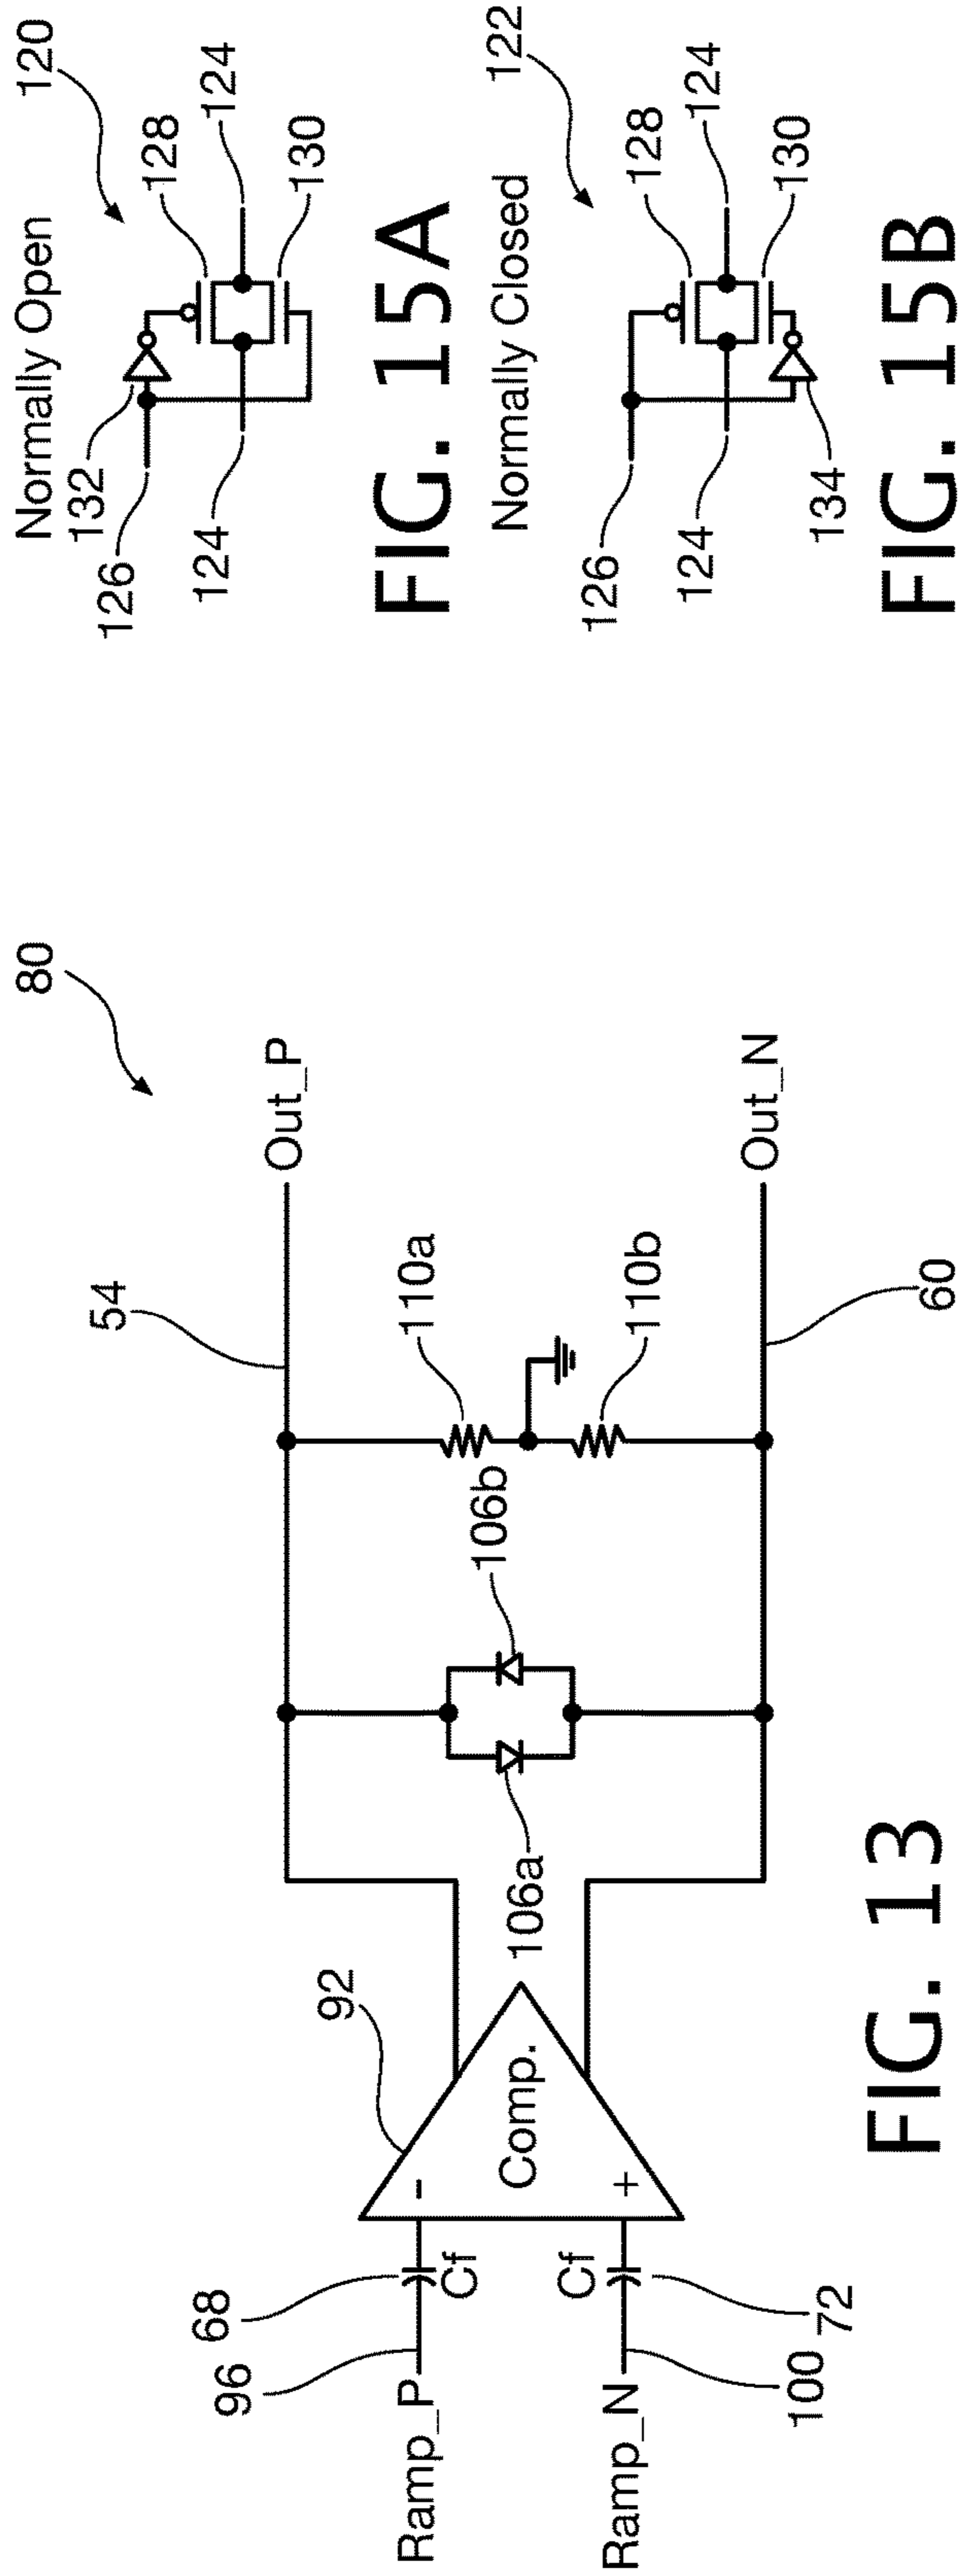 80
54
Out_P
92
68
96
Ramp_P
Cf
-
Comp.
106a
106b
110a
110b
Cf
+
Ramp_N
100
72
60
Out_N
FIG. 13
Normally Open
120
132
128
126
124
124
130
FIG. 15A
Normally Closed
122
126
128
124
124
134
130
FIG. 15B